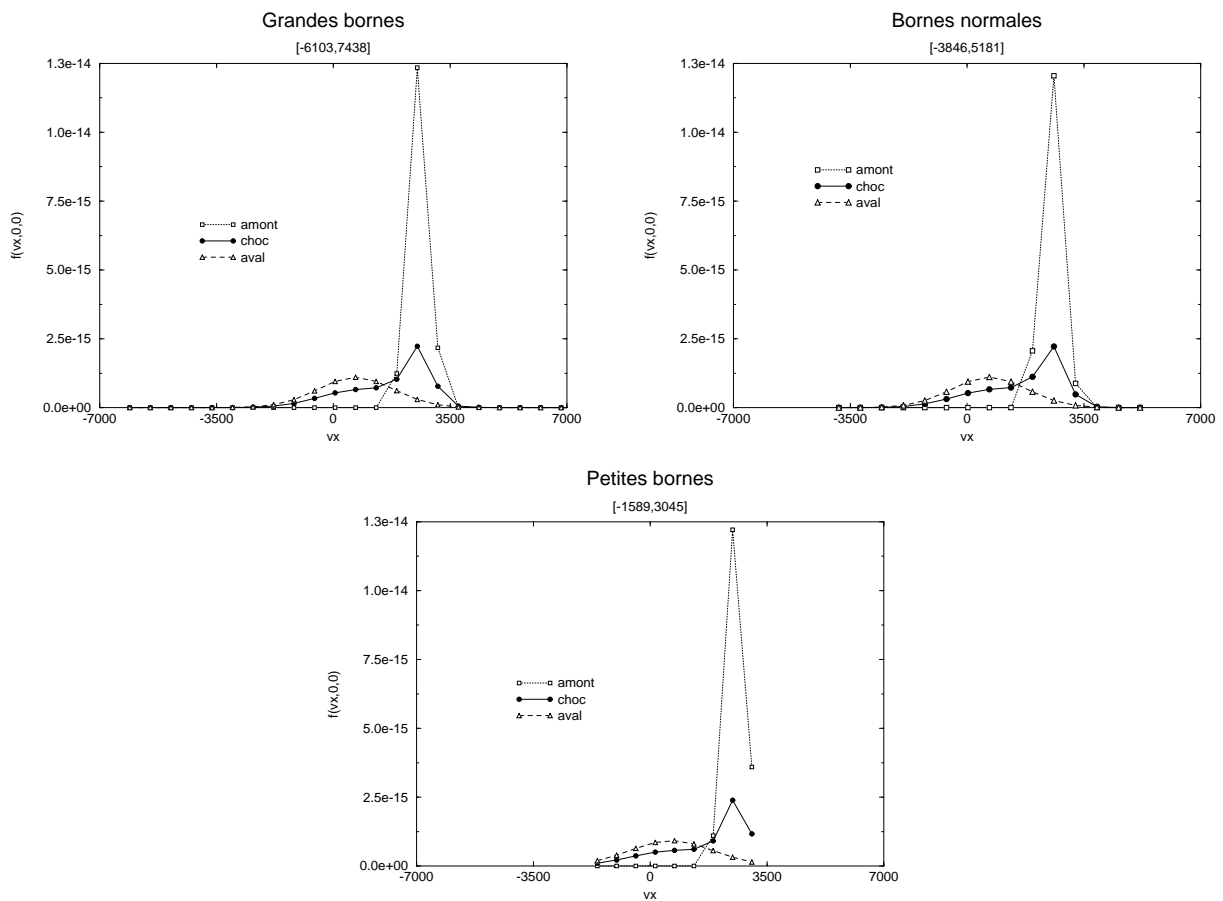 Grandes bornes
[-6103,7438]
1.3e-14
1.0e-14
7.5e-15
5.0e-15
2.5e-15
0.0e+00
f(vx,0,0)
amont
choc
aval
-7000 -3500 0 3500 7000
vx
Bornes normales
[-3846,5181]
1.3e-14
1.0e-14
7.5e-15
5.0e-15
2.5e-15
0.0e+00
f(vx,0,0)
amont
choc
aval
-7000 -3500 0 3500 7000
vx
Petites bornes
[-1589,3045]
1.3e-14
1.0e-14
7.5e-15
5.0e-15
2.5e-15
0.0e+00
f(vx,0,0)
amont
choc
aval
-7000 -3500 0 3500 7000
vx